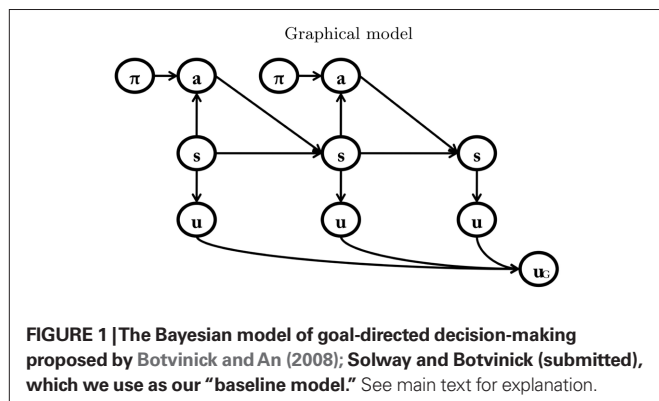 Graphical model
π a π a
s s s
u u u
u_G
FIGURE 1 | The Bayesian model of goal-directed decision-making
proposed by Botvinick and An (2008); Solway and Botvinick (submitted),
which we use as our “baseline model.” See main text for explanation.